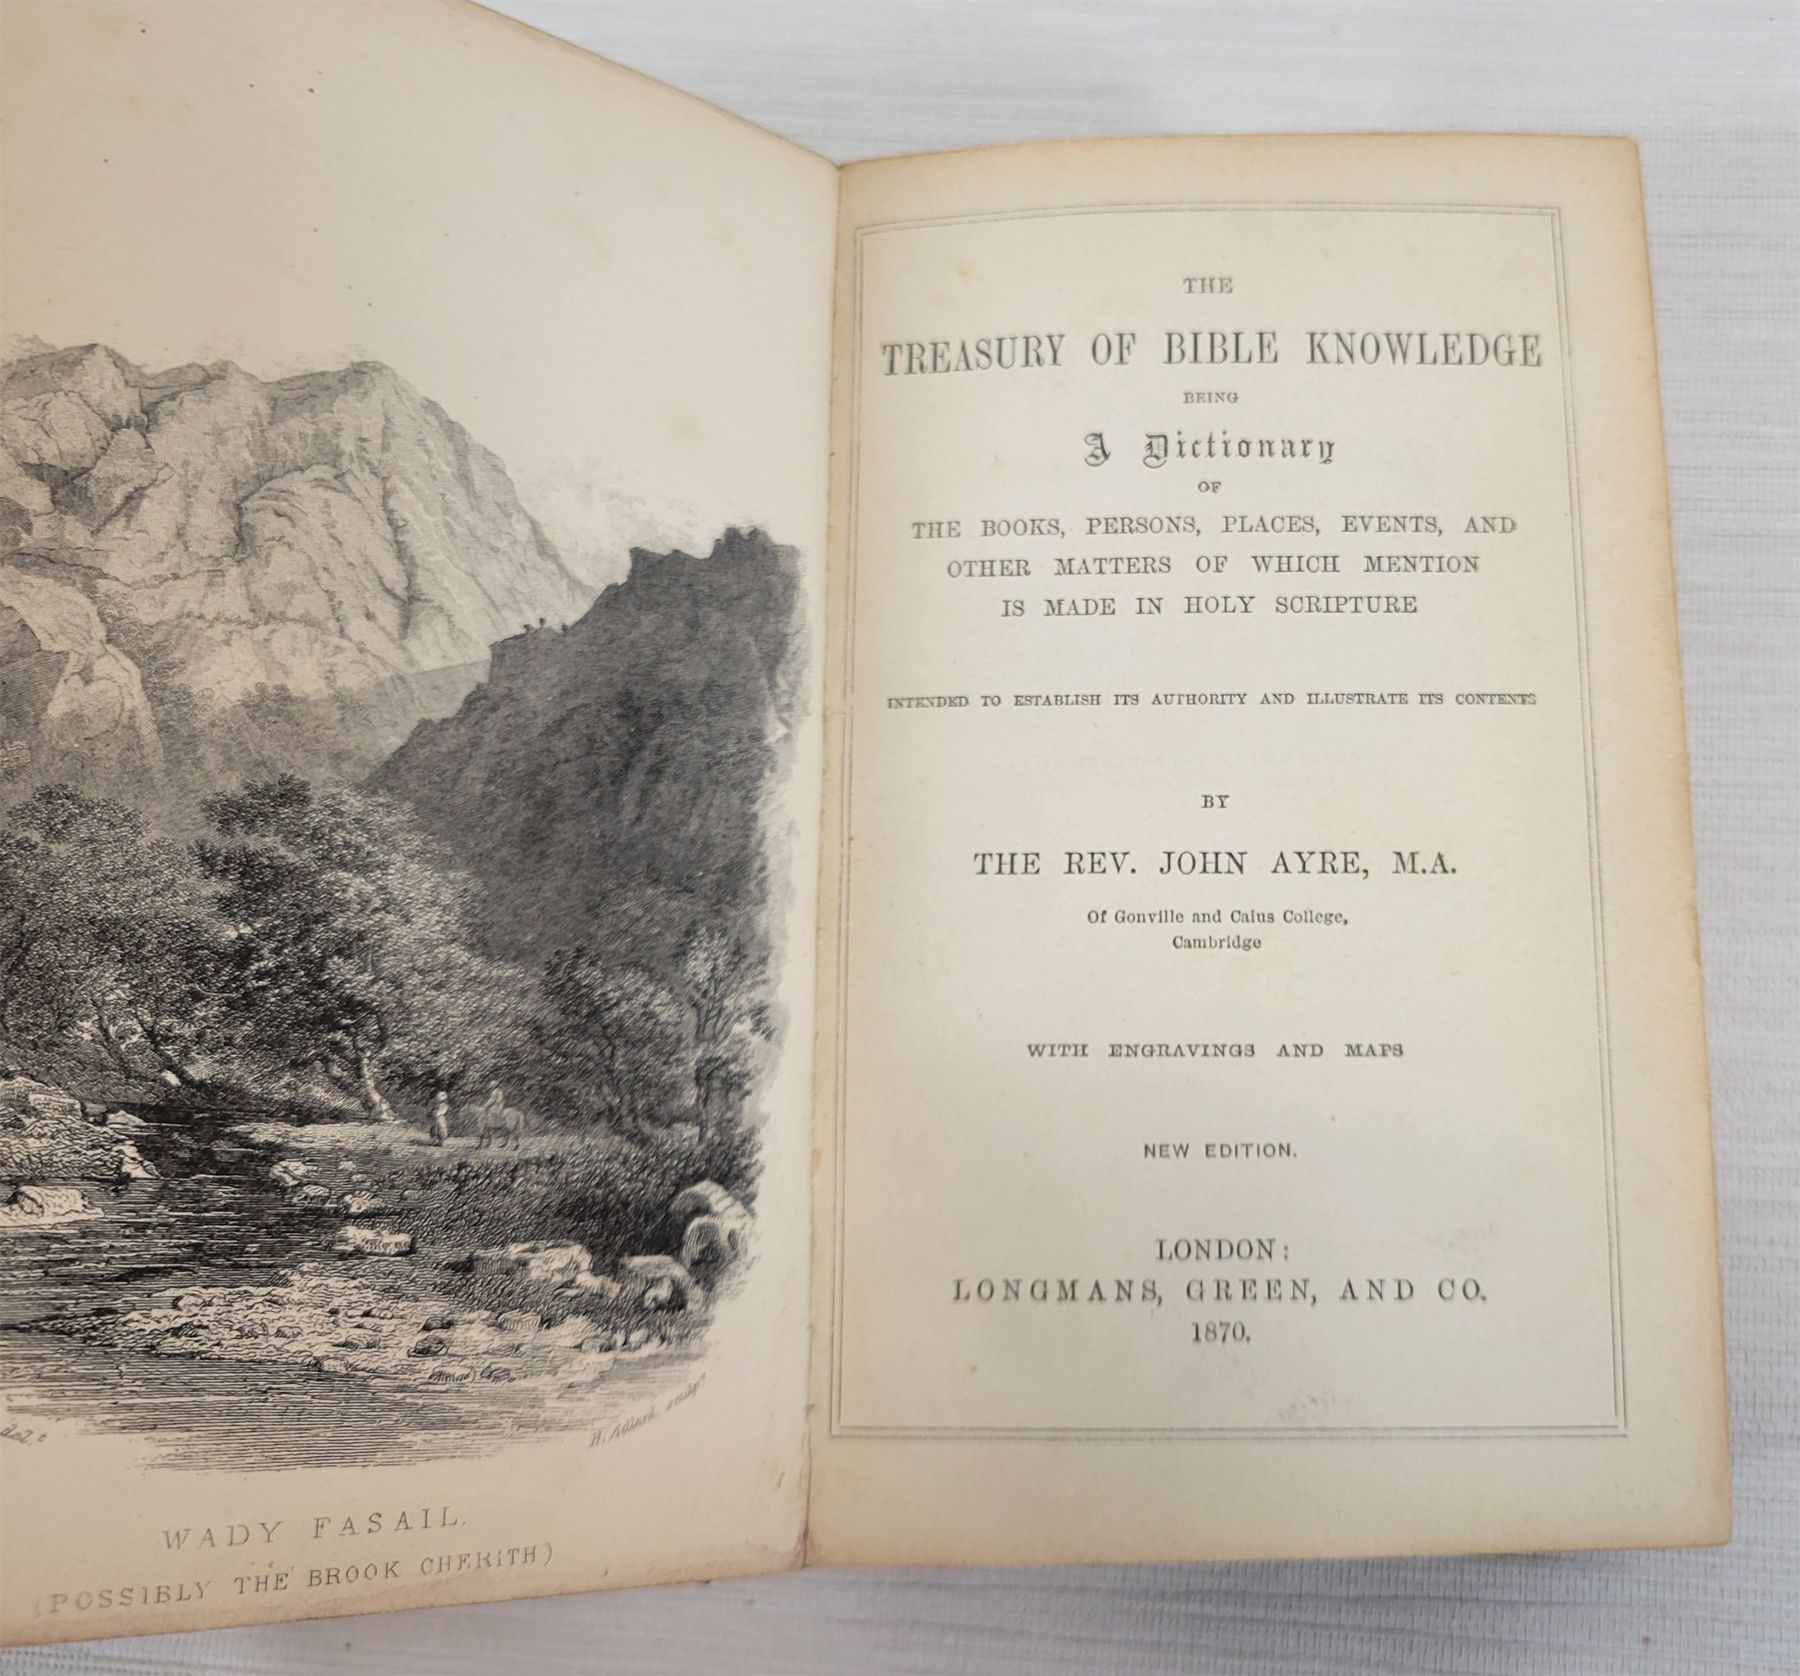 del.t
H. Adlard, sculpt.
WADY FASAIL.
(POSSIBLY THE BROOK CHERITH)
THE
TREASURY OF BIBLE KNOWLEDGE
BEING
A Dictionary
OF
THE BOOKS, PERSONS, PLACES, EVENTS, AND
OTHER MATTERS OF WHICH MENTION
IS MADE IN HOLY SCRIPTURE
INTENDED TO ESTABLISH ITS AUTHORITY AND ILLUSTRATE ITS CONTENTS
BY
THE REV. JOHN AYRE, M.A.
Of Gonville and Caius College,
Cambridge
WITH ENGRAVINGS AND MAPS
NEW EDITION.
LONDON:
LONGMANS, GREEN, AND CO.
1870.